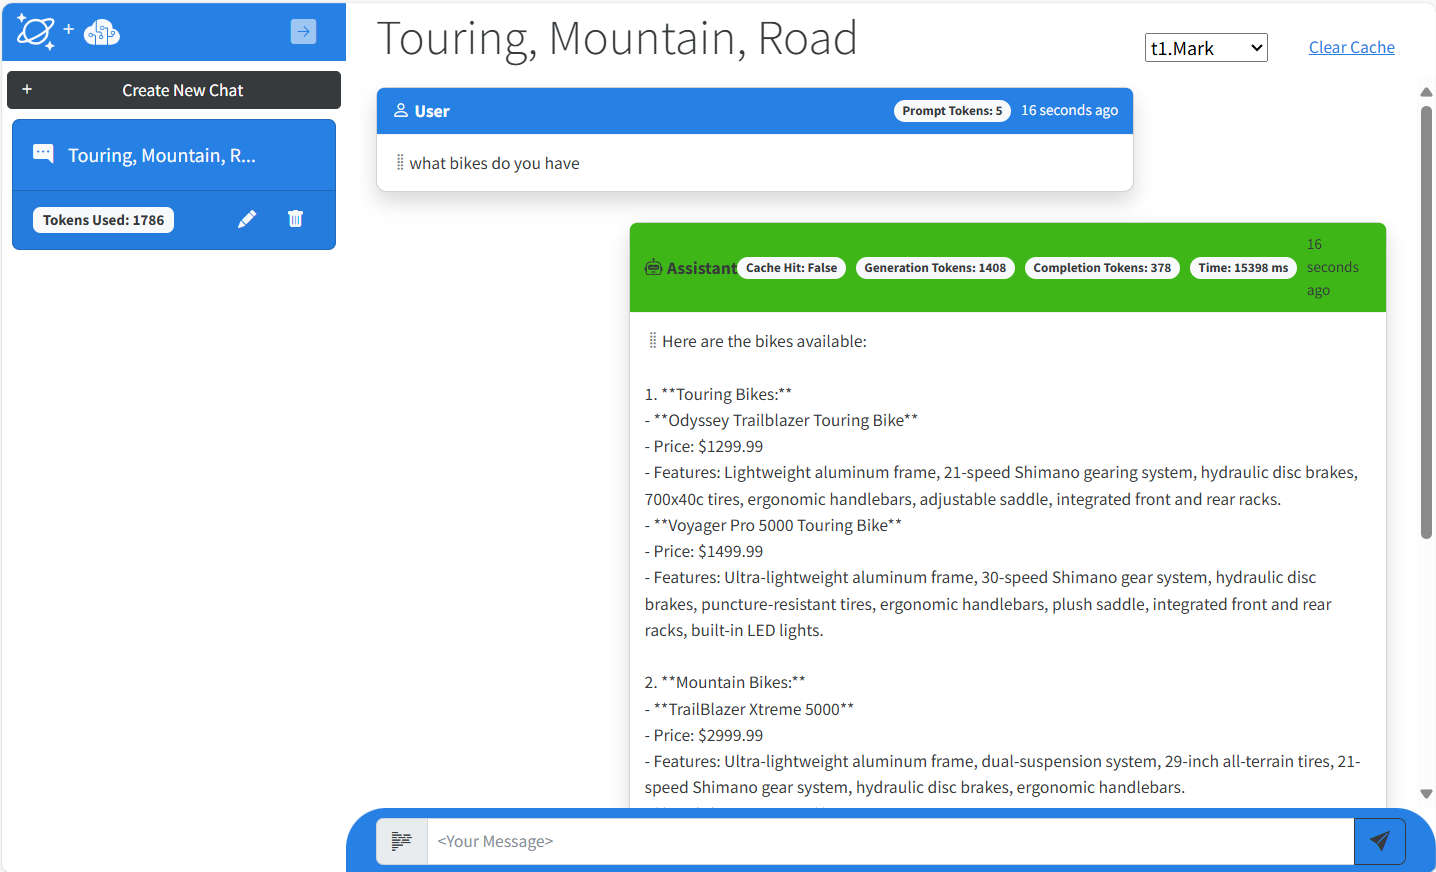 +
Touring, Mountain, Road
t1.Mark
Clear Cache
+ Create New Chat
Touring, Mountain, R...
Tokens Used: 1786
User
Prompt Tokens: 5
16 seconds ago
what bikes do you have
Assistant
Cache Hit: False
Generation Tokens: 1408
Completion Tokens: 378
Time: 15398 ms
16
seconds
ago
Here are the bikes available:
1. **Touring Bikes:**
- **Odyssey Trailblazer Touring Bike**
- Price: $1299.99
- Features: Lightweight aluminum frame, 21-speed Shimano gearing system, hydraulic disc brakes,
700x40c tires, ergonomic handlebars, adjustable saddle, integrated front and rear racks.
- **Voyager Pro 5000 Touring Bike**
- Price: $1499.99
- Features: Ultra-lightweight aluminum frame, 30-speed Shimano gear system, hydraulic disc
brakes, puncture-resistant tires, ergonomic handlebars, plush saddle, integrated front and rear
racks, built-in LED lights.
2. **Mountain Bikes:**
- **TrailBlazer Xtreme 5000**
- Price: $2999.99
- Features: Ultra-lightweight aluminum frame, dual-suspension system, 29-inch all-terrain tires, 21-
speed Shimano gear system, hydraulic disc brakes, ergonomic handlebars.
<Your Message>